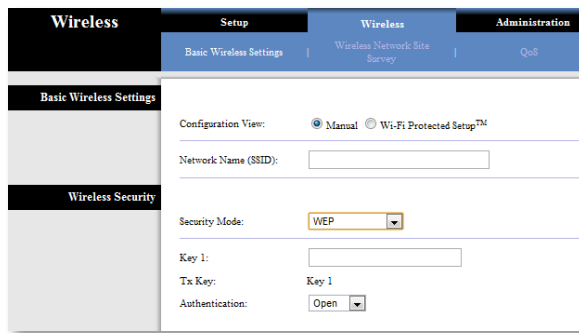 Wireless
Setup
Wireless
Administration
Basic Wireless Settings
|
Wireless Network Site
Survey
|
QoS
Basic Wireless Settings
Configuration View:
Manual
Wi-Fi Protected Setup™
Network Name (SSID):
Wireless Security
Security Mode:
WEP
Key 1:
Tx Key:
Key 1
Authentication:
Open